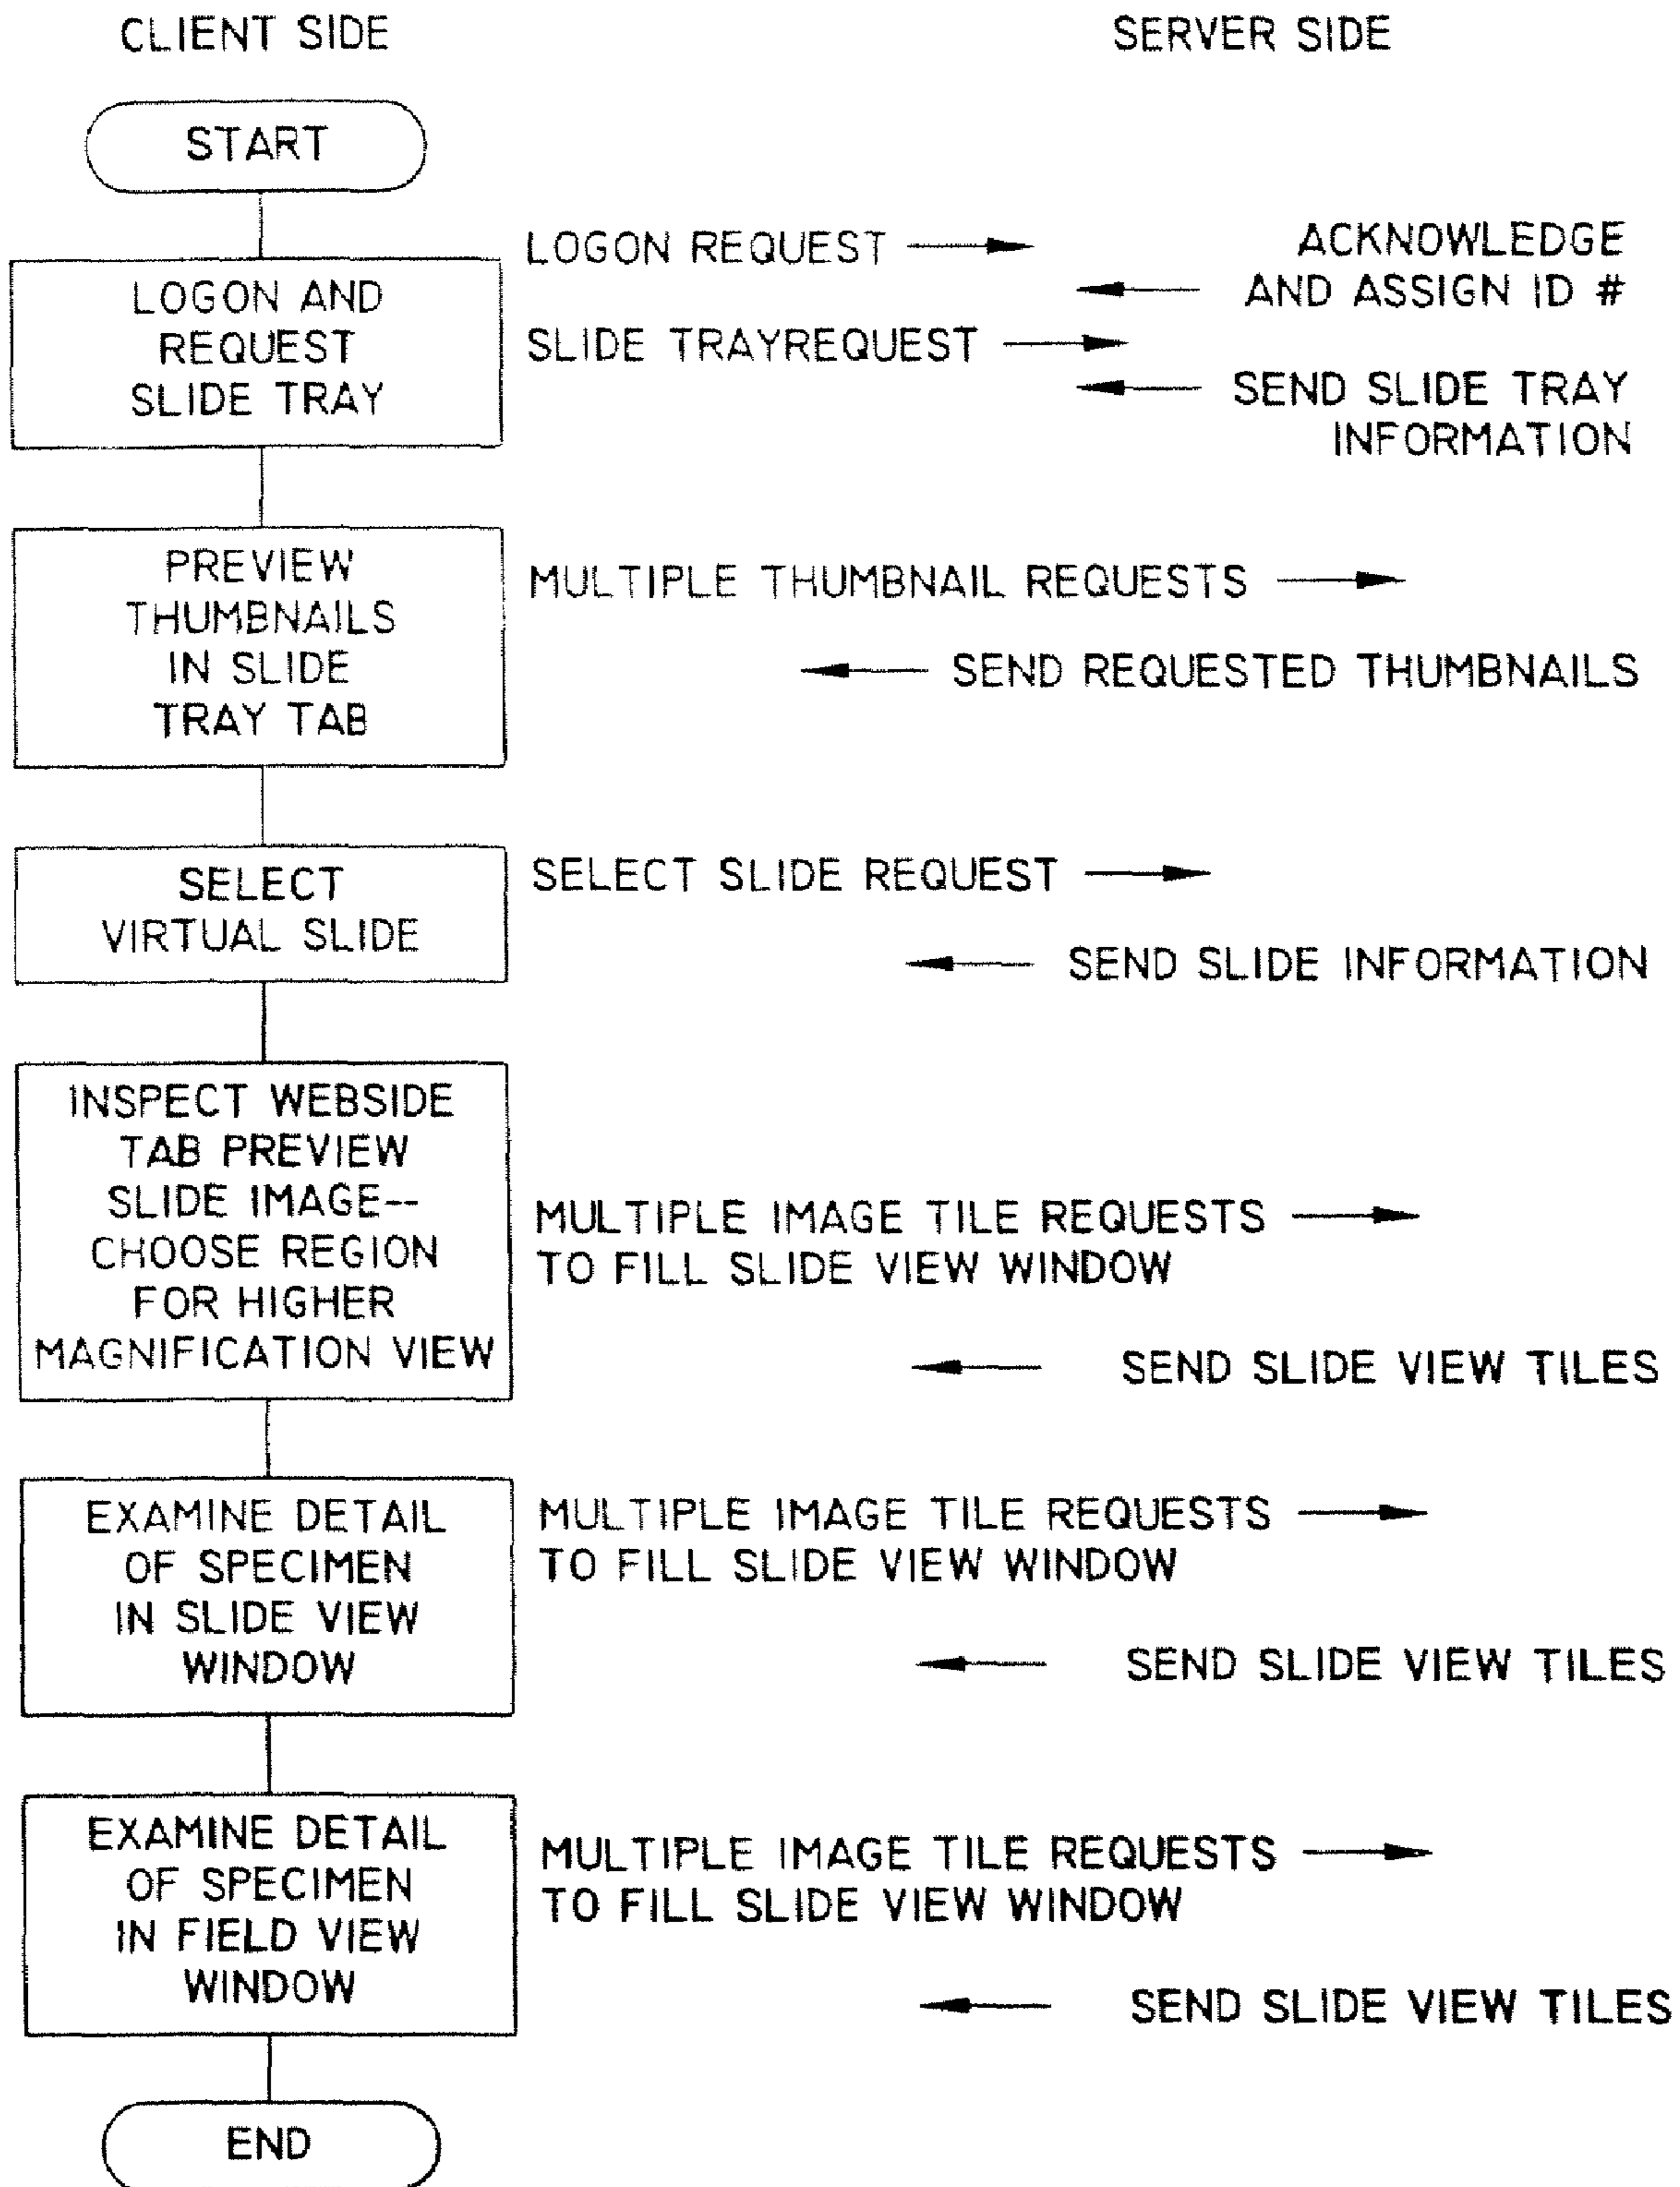 CLIENT SIDE
SERVER SIDE
START
LOGON AND
REQUEST
SLIDE TRAY
LOGON REQUEST
ACKNOWLEDGE
AND ASSIGN ID #
SLIDE TRAYREQUEST
SEND SLIDE TRAY
INFORMATION
PREVIEW
THUMBNAILS
IN SLIDE
TRAY TAB
MULTIPLE THUMBNAIL REQUESTS
SEND REQUESTED THUMBNAILS
SELECT
VIRTUAL SLIDE
SELECT SLIDE REQUEST
SEND SLIDE INFORMATION
INSPECT WEBSIDE
TAB PREVIEW
SLIDE IMAGE--
CHOOSE REGION
FOR HIGHER
MAGNIFICATION VIEW
MULTIPLE IMAGE TILE REQUESTS
TO FILL SLIDE VIEW WINDOW
SEND SLIDE VIEW TILES
EXAMINE DETAIL
OF SPECIMEN
IN SLIDE VIEW
WINDOW
MULTIPLE IMAGE TILE REQUESTS
TO FILL SLIDE VIEW WINDOW
SEND SLIDE VIEW TILES
EXAMINE DETAIL
OF SPECIMEN
IN FIELD VIEW
WINDOW
MULTIPLE IMAGE TILE REQUESTS
TO FILL SLIDE VIEW WINDOW
SEND SLIDE VIEW TILES
END